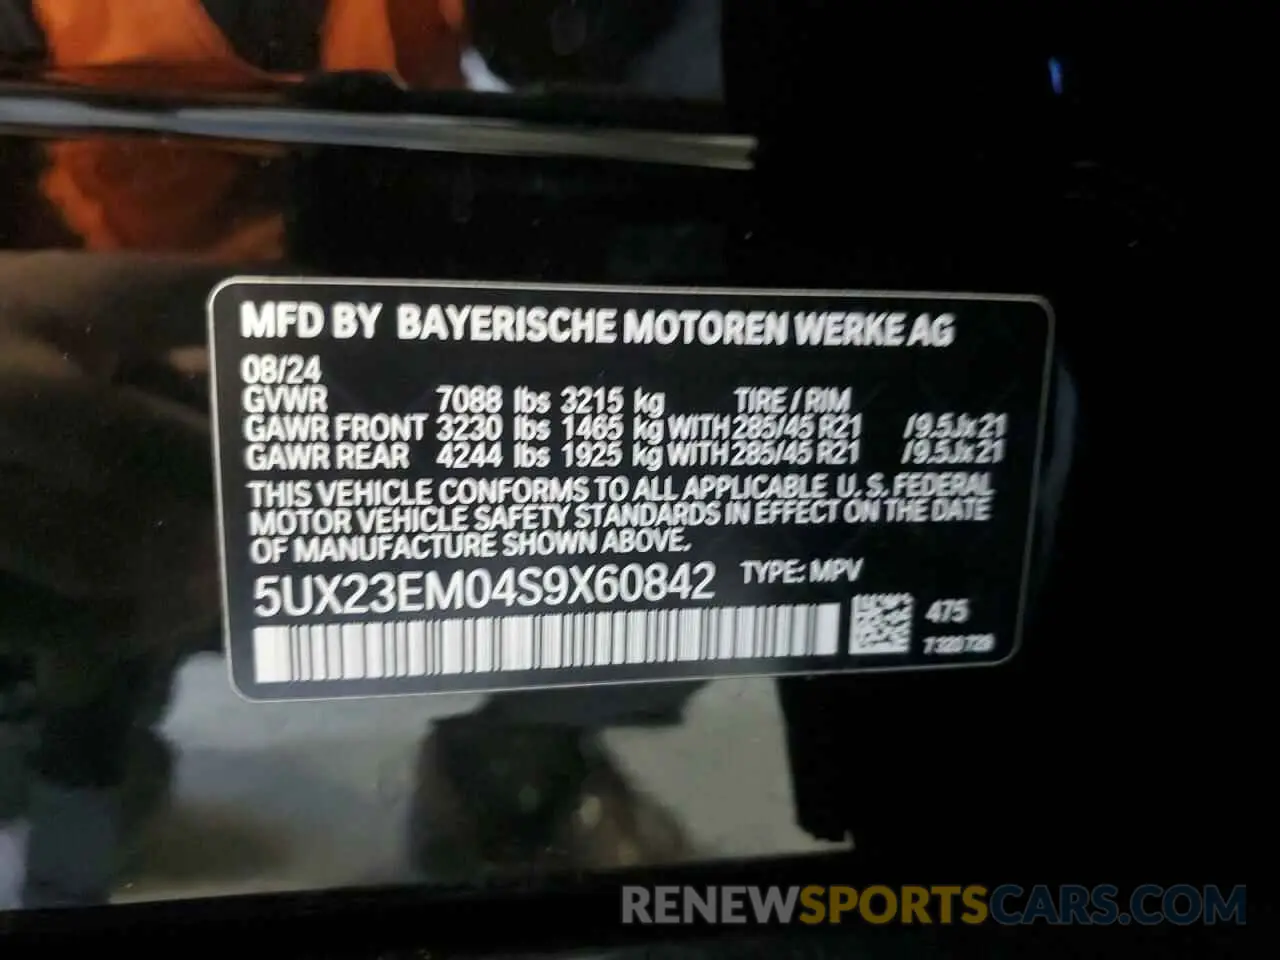 MFD BY BAYERISCHE MOTOREN WERKE AG
08/24
GVWR 7088 lbs 3215 kg TIRE / RIM
GAWR FRONT 3230 lbs 1465 kg WITH 285/45 R21 /9.5Jx21
GAWR REAR 4244 lbs 1925 kg WITH 285/45 R21 /9.5Jx21
THIS VEHICLE CONFORMS TO ALL APPLICABLE U.S. FEDERAL
MOTOR VEHICLE SAFETY STANDARDS IN EFFECT ON THE DATE
OF MANUFACTURE SHOWN ABOVE.
5UX23EM04S9X60842 TYPE: MPV
475
RENEWSPORTSCARS.COM